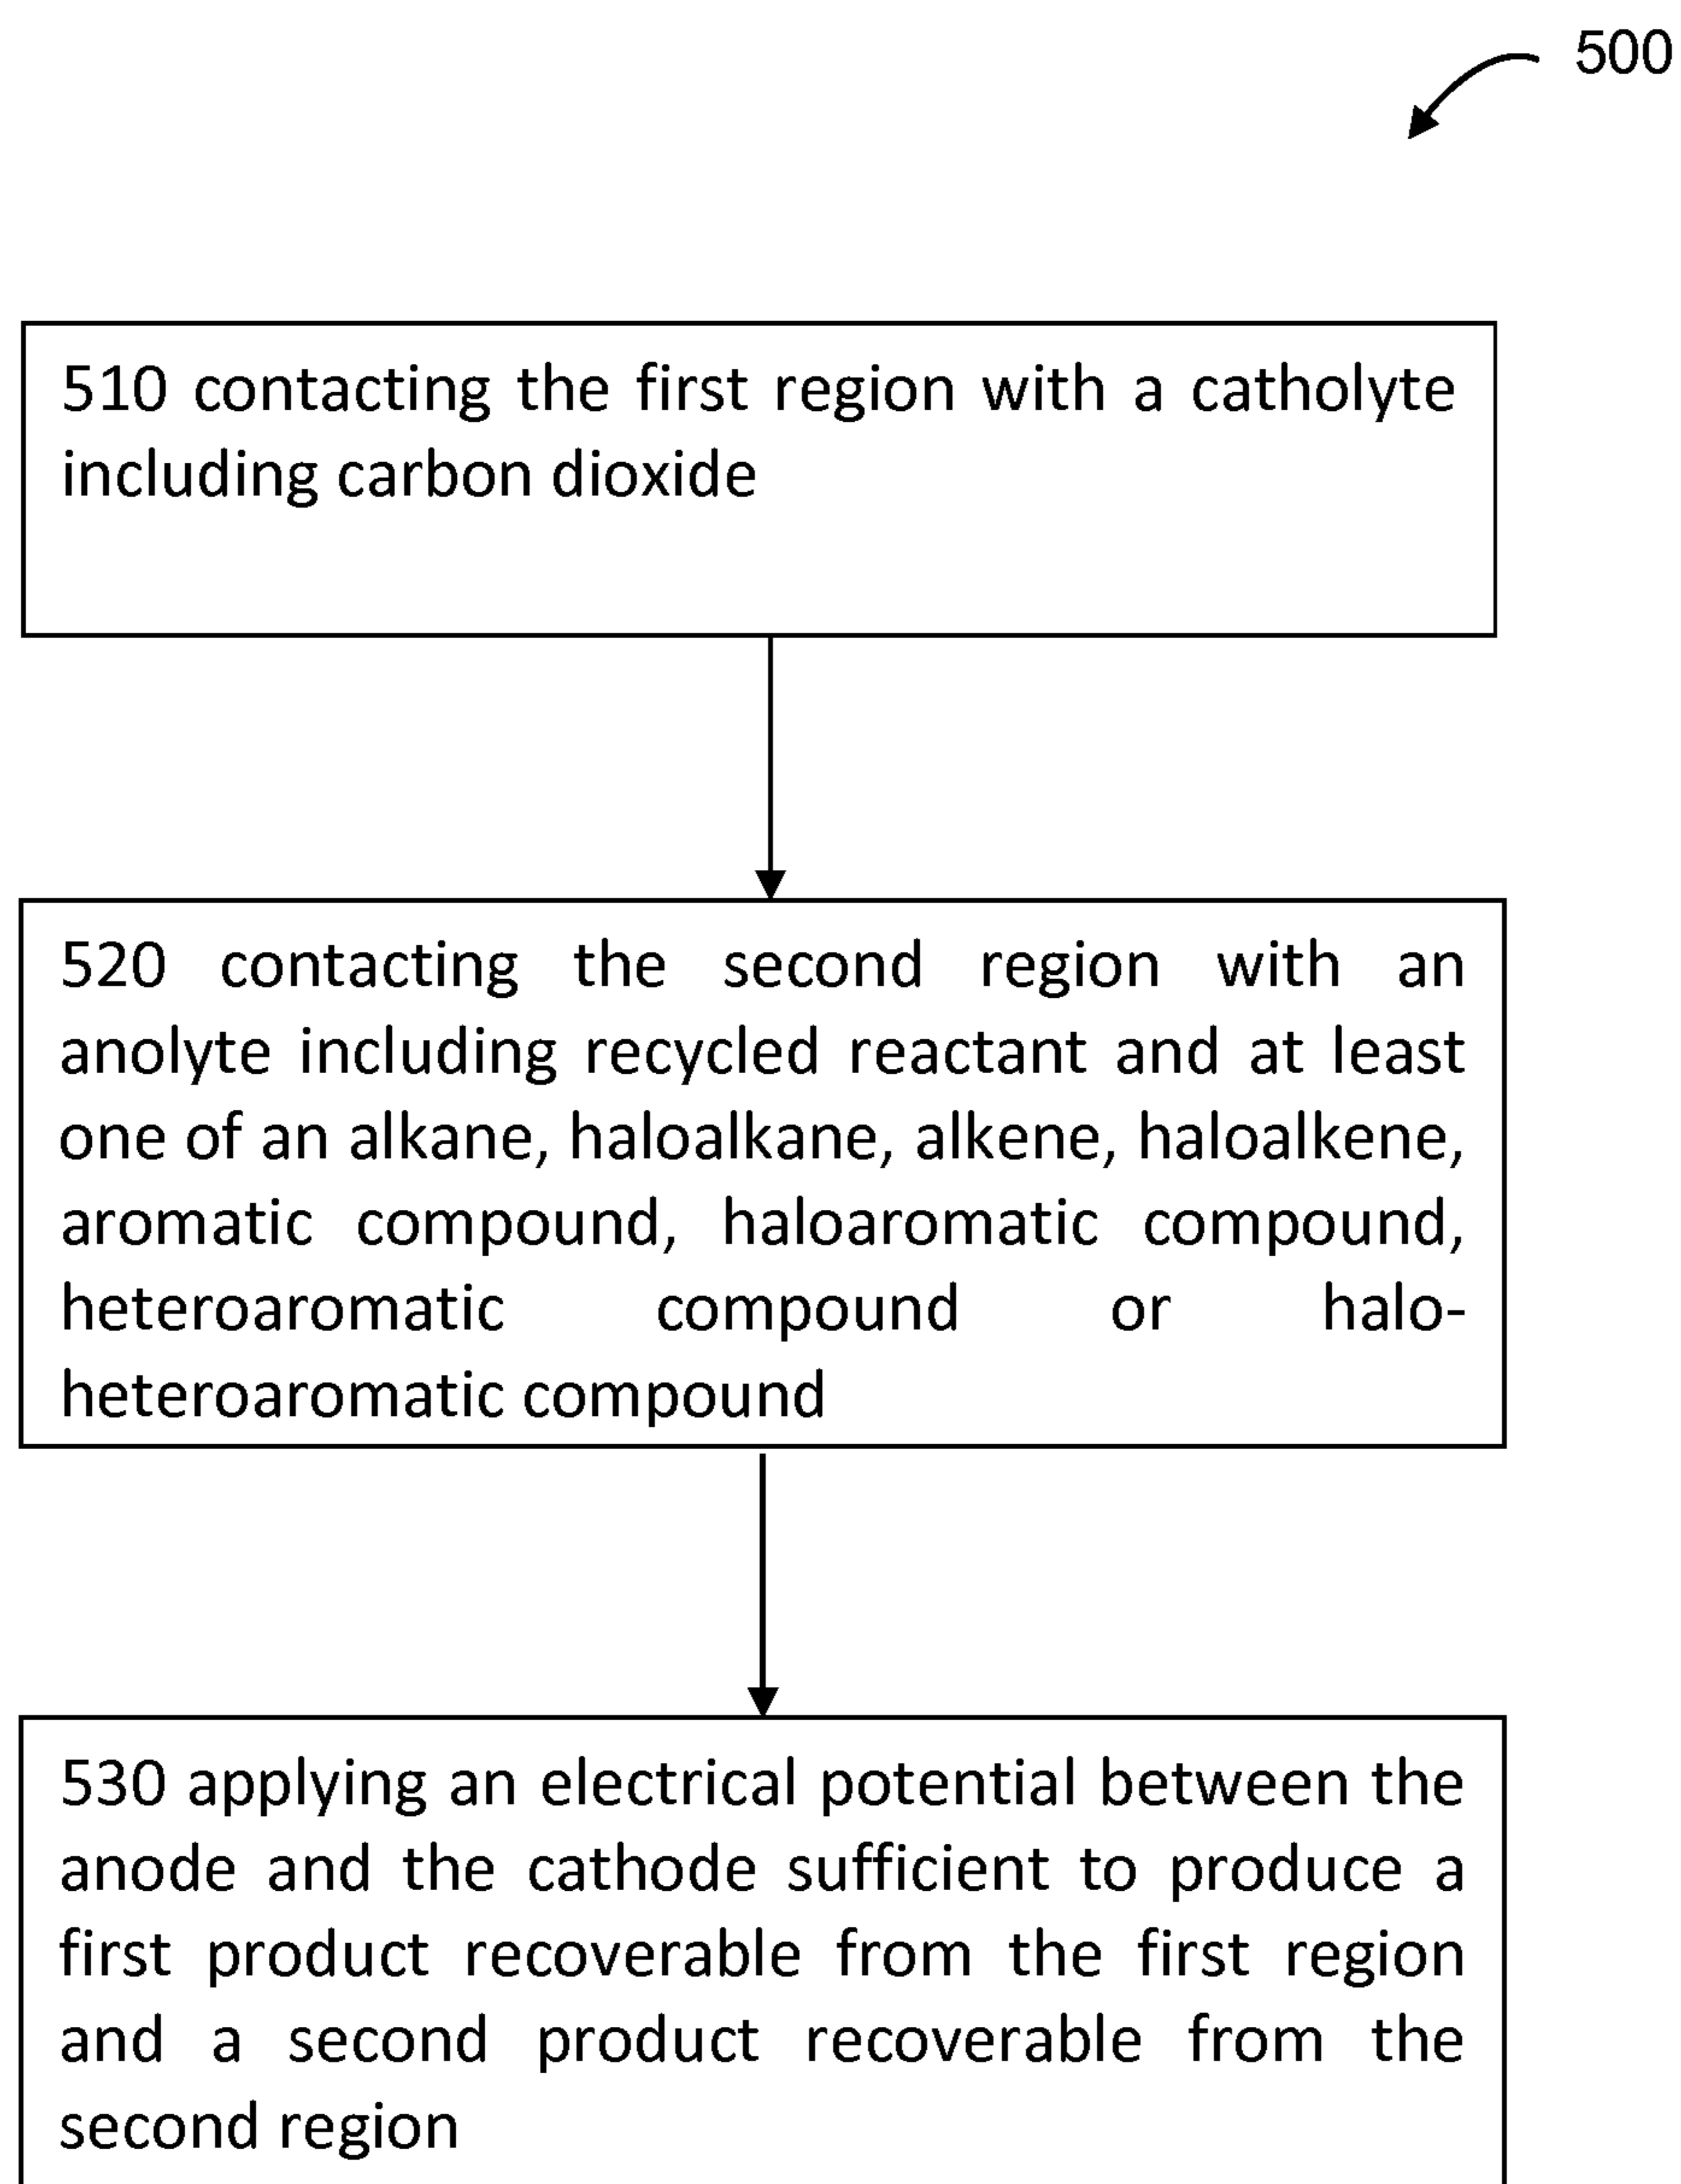 500
510 contacting the first region with a catholyte
including carbon dioxide
520 contacting the second region with an
anolyte including recycled reactant and at least
one of an alkane, haloalkane, alkene, haloalkene,
aromatic compound, haloaromatic compound,
heteroaromatic compound or halo-
heteroaromatic compound
530 applying an electrical potential between the
anode and the cathode sufficient to produce a
first product recoverable from the first region
and a second product recoverable from the
second region